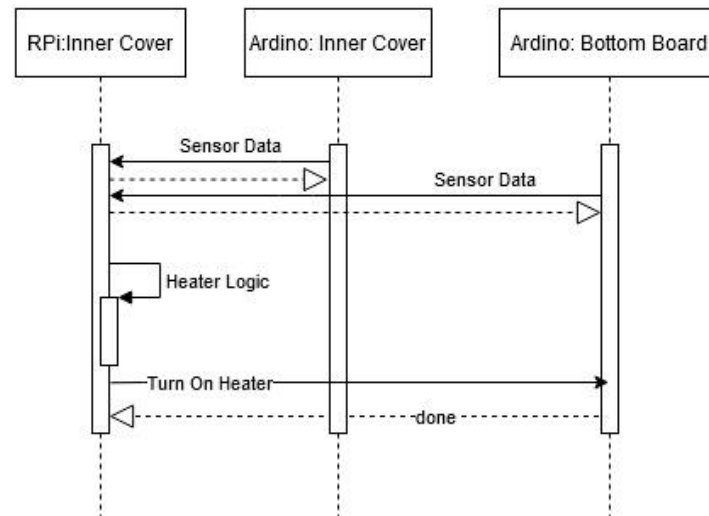 RPi:Inner Cover
Ardino: Inner Cover
Ardino: Bottom Board
Sensor Data
Sensor Data
Heater Logic
Turn On Heater
done